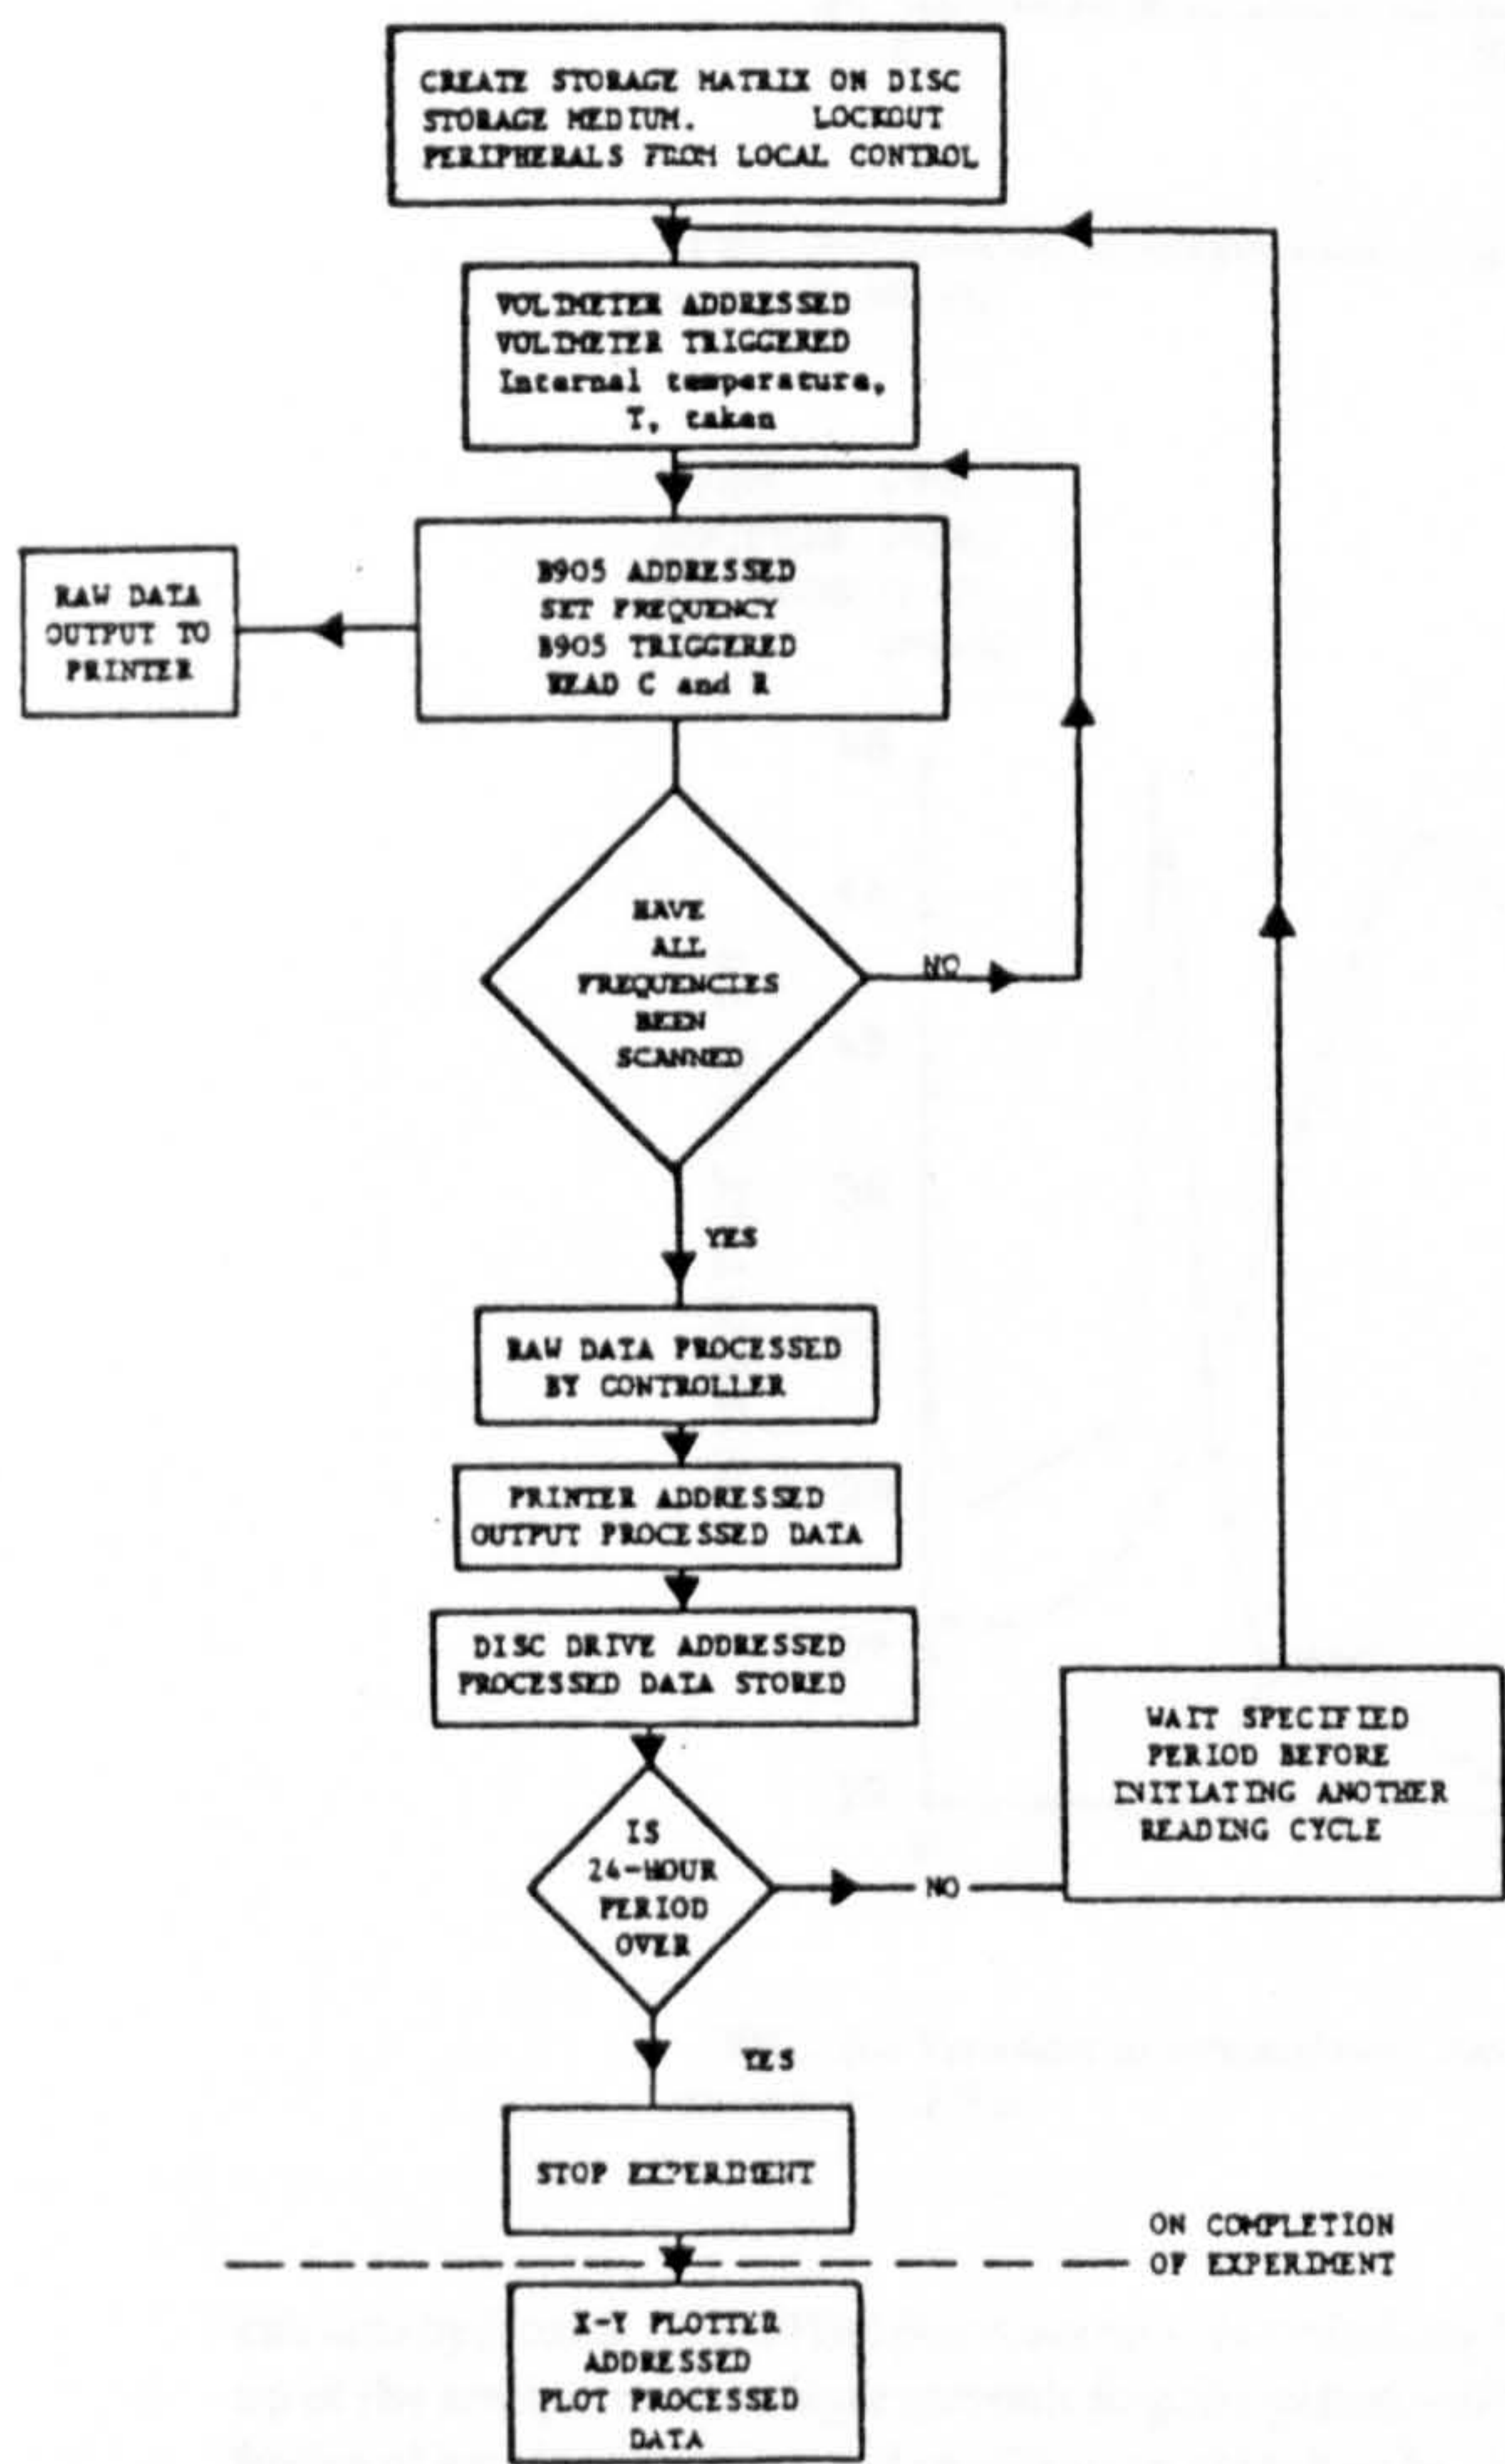 CREATE STORAGE MATRIX ON DISC
STORAGE MEDIUM. LOCKOUT
PERIPHERALS FROM LOCAL CONTROL
VOLTMETER ADDRESSED
VOLTMETER TRIGGERED
Internal temperature,
T, taken
B905 ADDRESSED
SET FREQUENCY
B905 TRIGGERED
READ C and R
RAW DATA
OUTPUT TO
PRINTER
HAVE
ALL
FREQUENCIES
BEEN
SCANNED
NO
YES
RAW DATA PROCESSED
BY CONTROLLER
PRINTER ADDRESSED
OUTPUT PROCESSED DATA
DISC DRIVE ADDRESSED
PROCESSED DATA STORED
WAIT SPECIFIED
PERIOD BEFORE
INITIATING ANOTHER
READING CYCLE
IS
24-HOUR
PERIOD
OVER
NO
YES
STOP EXPERIMENT
ON COMPLETION
OF EXPERIMENT
X-Y PLOTTER
ADDRESSED
PLOT PROCESSED
DATA